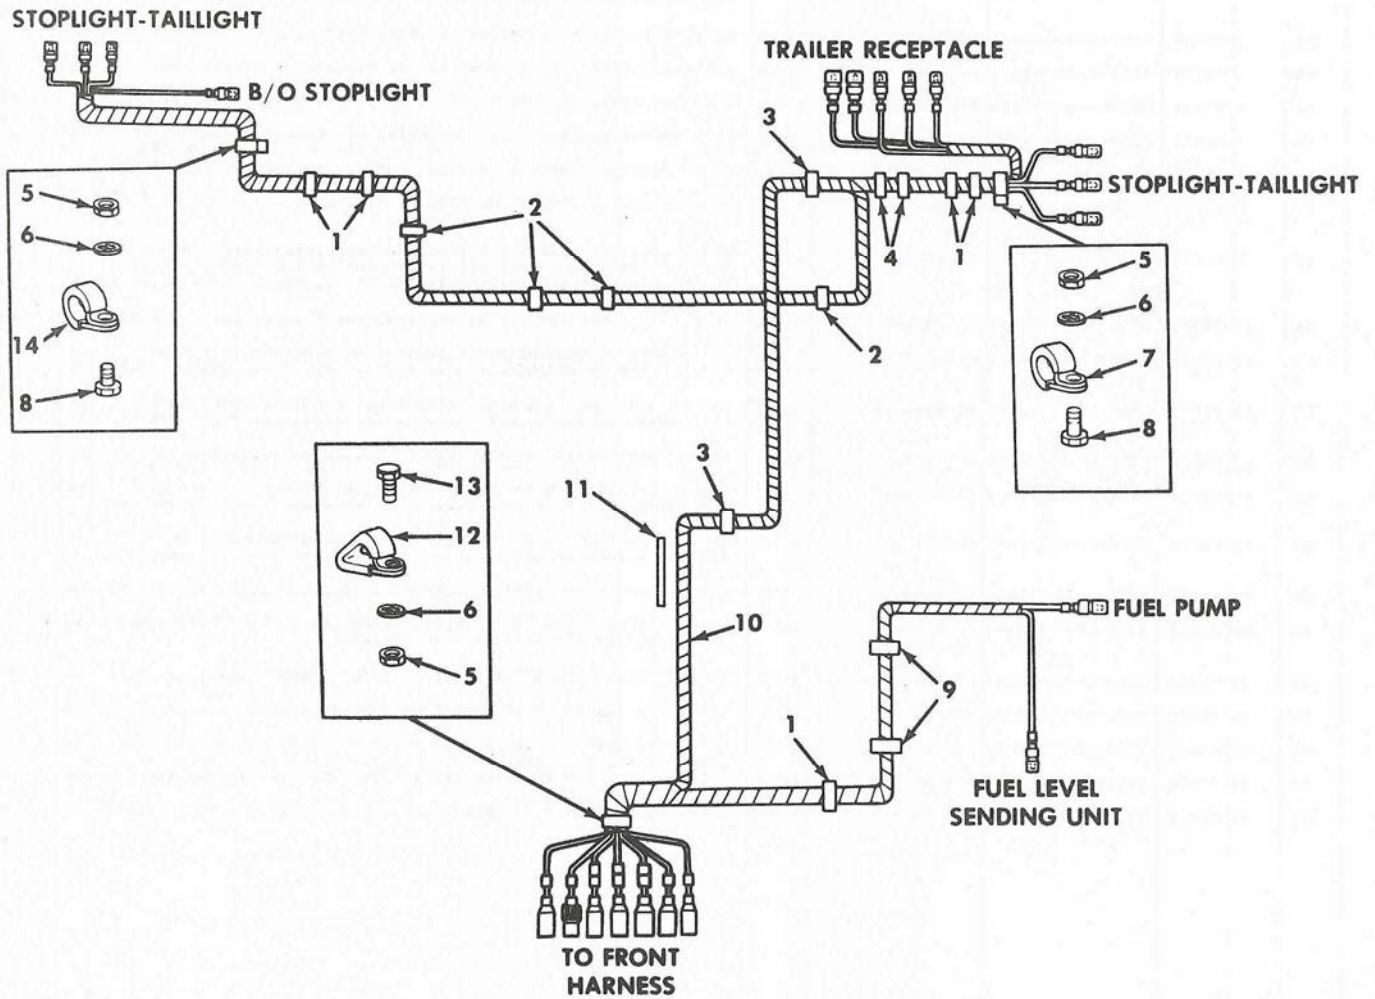 STOPLIGHT-TAILLIGHT
B/O STOPLIGHT
TRAILER RECEPTACLE
3
STOPLIGHT-TAILLIGHT
5
6
14
8
1
2
4
1
2
5
6
7
8
13
12
6
5
11
3
10
FUEL PUMP
9
1
FUEL LEVEL
SENDING UNIT
TO FRONT
HARNESS